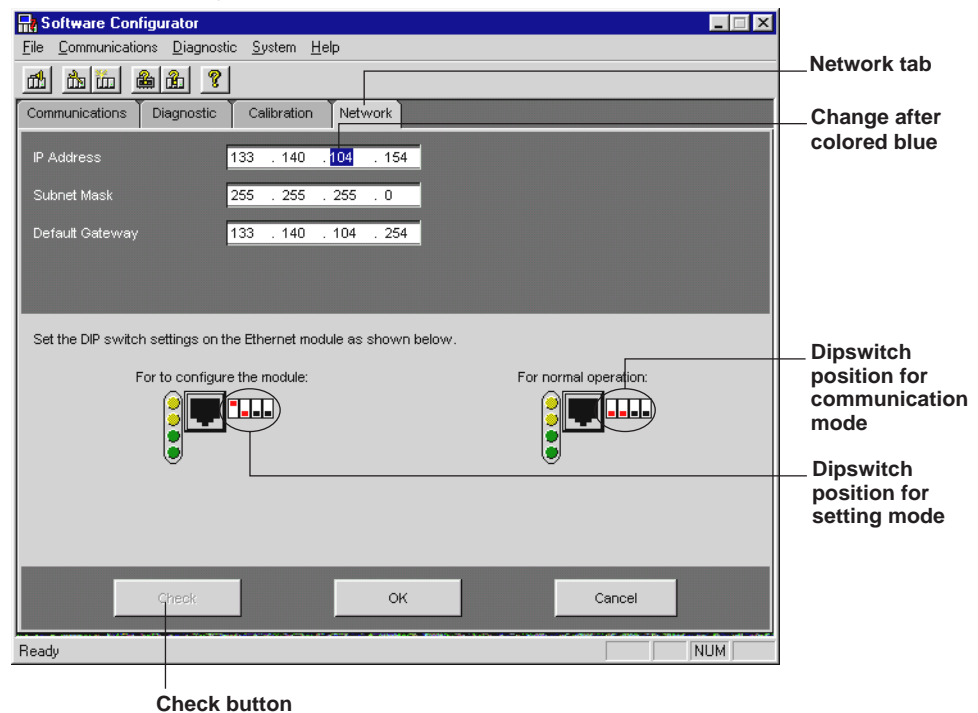 Software Configurator
File Communications Diagnostic System Help
Network tab
Communications Diagnostic Calibration Network
Change after
colored blue
IP Address 133 . 140 . 104 . 154
Subnet Mask 255 . 255 . 255 . 0
Default Gateway 133 . 140 . 104 . 254
Set the DIP switch settings on the Ethernet module as shown below.
For to configure the module:
For normal operation:
Dipswitch
position for
communication
mode
Dipswitch
position for
setting mode
Check OK Cancel
Ready NUM
Check button